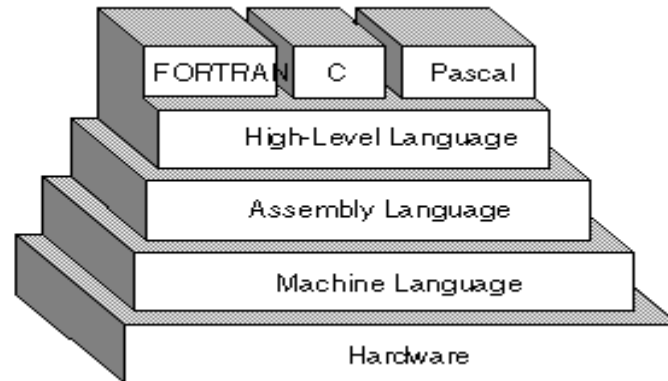 FORTRAN C Pascal
High-Level Language
Assembly Language
Machine Language
Hardware